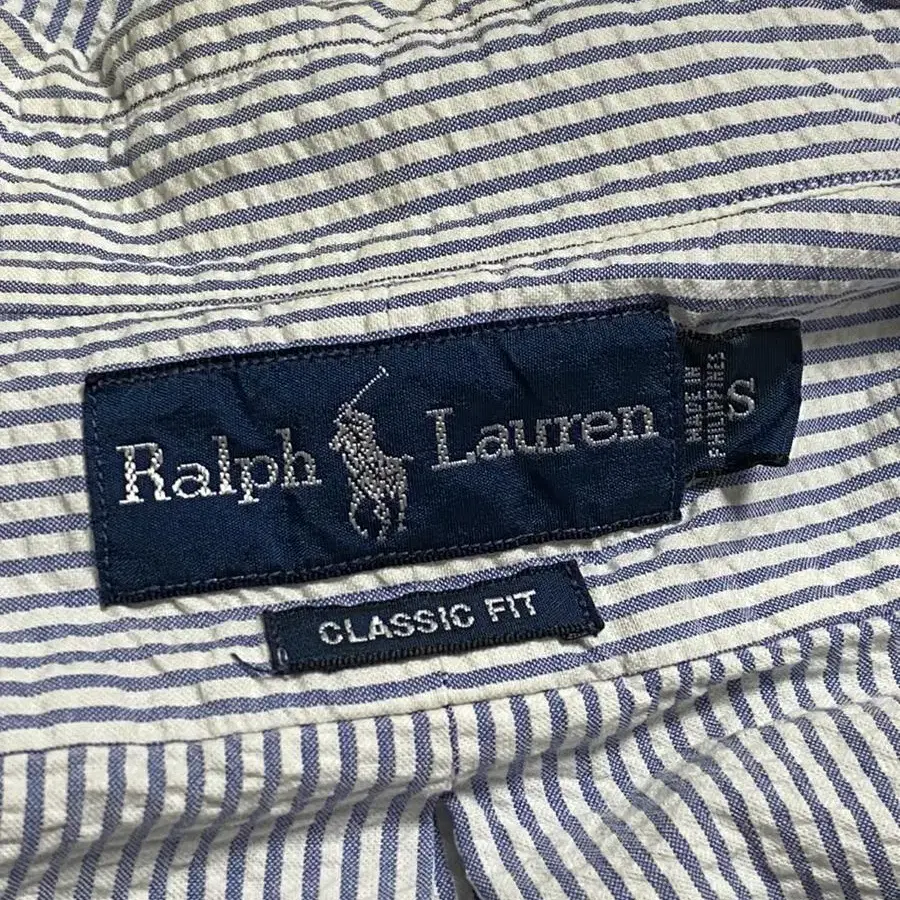 Ralph Lauren
MADE IN
PHILIPPINES
S
CLASSIC FIT